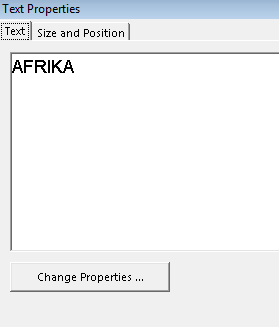 Text Properties
Text Size and Position
AFRIKA
Change Properties ...